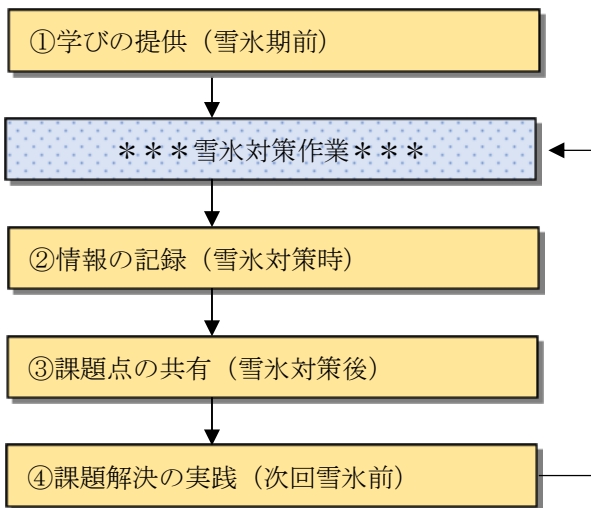 ①学びの提供（雪氷期前）
＊＊＊雪氷対策作業＊＊＊
②情報の記録（雪氷対策時）
③課題点の共有（雪氷対策後）
④課題解決の実践（次回雪氷前）